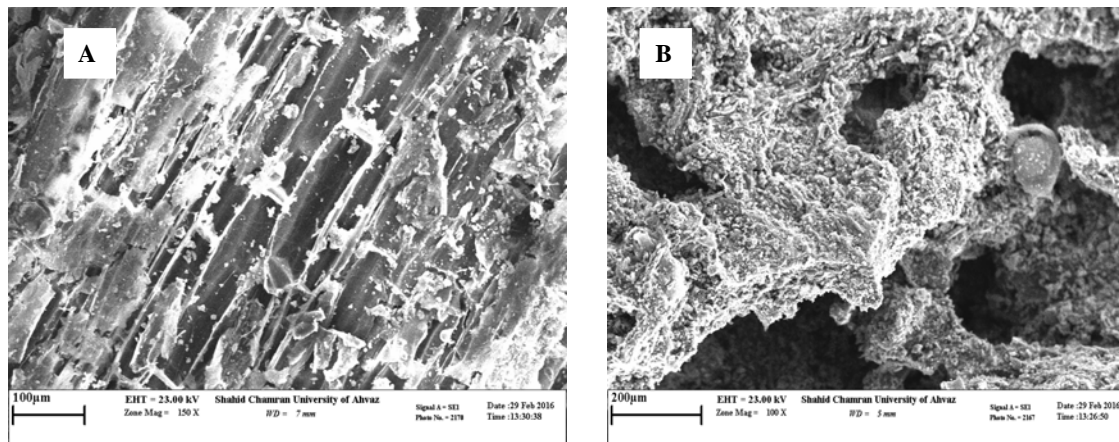 A
100µm
EHT = 23.00 kV
Shahid Chamran University of Ahvaz
Zone Mag = 150 X
WD = 7 mm
Signal A = SE1
Photo No. = 2170
Date :29 Feb 2016
Time :13:30:38
B
200µm
EHT = 23.00 kV
Shahid Chamran University of Ahvaz
Zone Mag = 100 X
WD = 5 mm
Signal A = SE1
Photo No. = 2167
Date :29 Feb 2016
Time :13:26:50